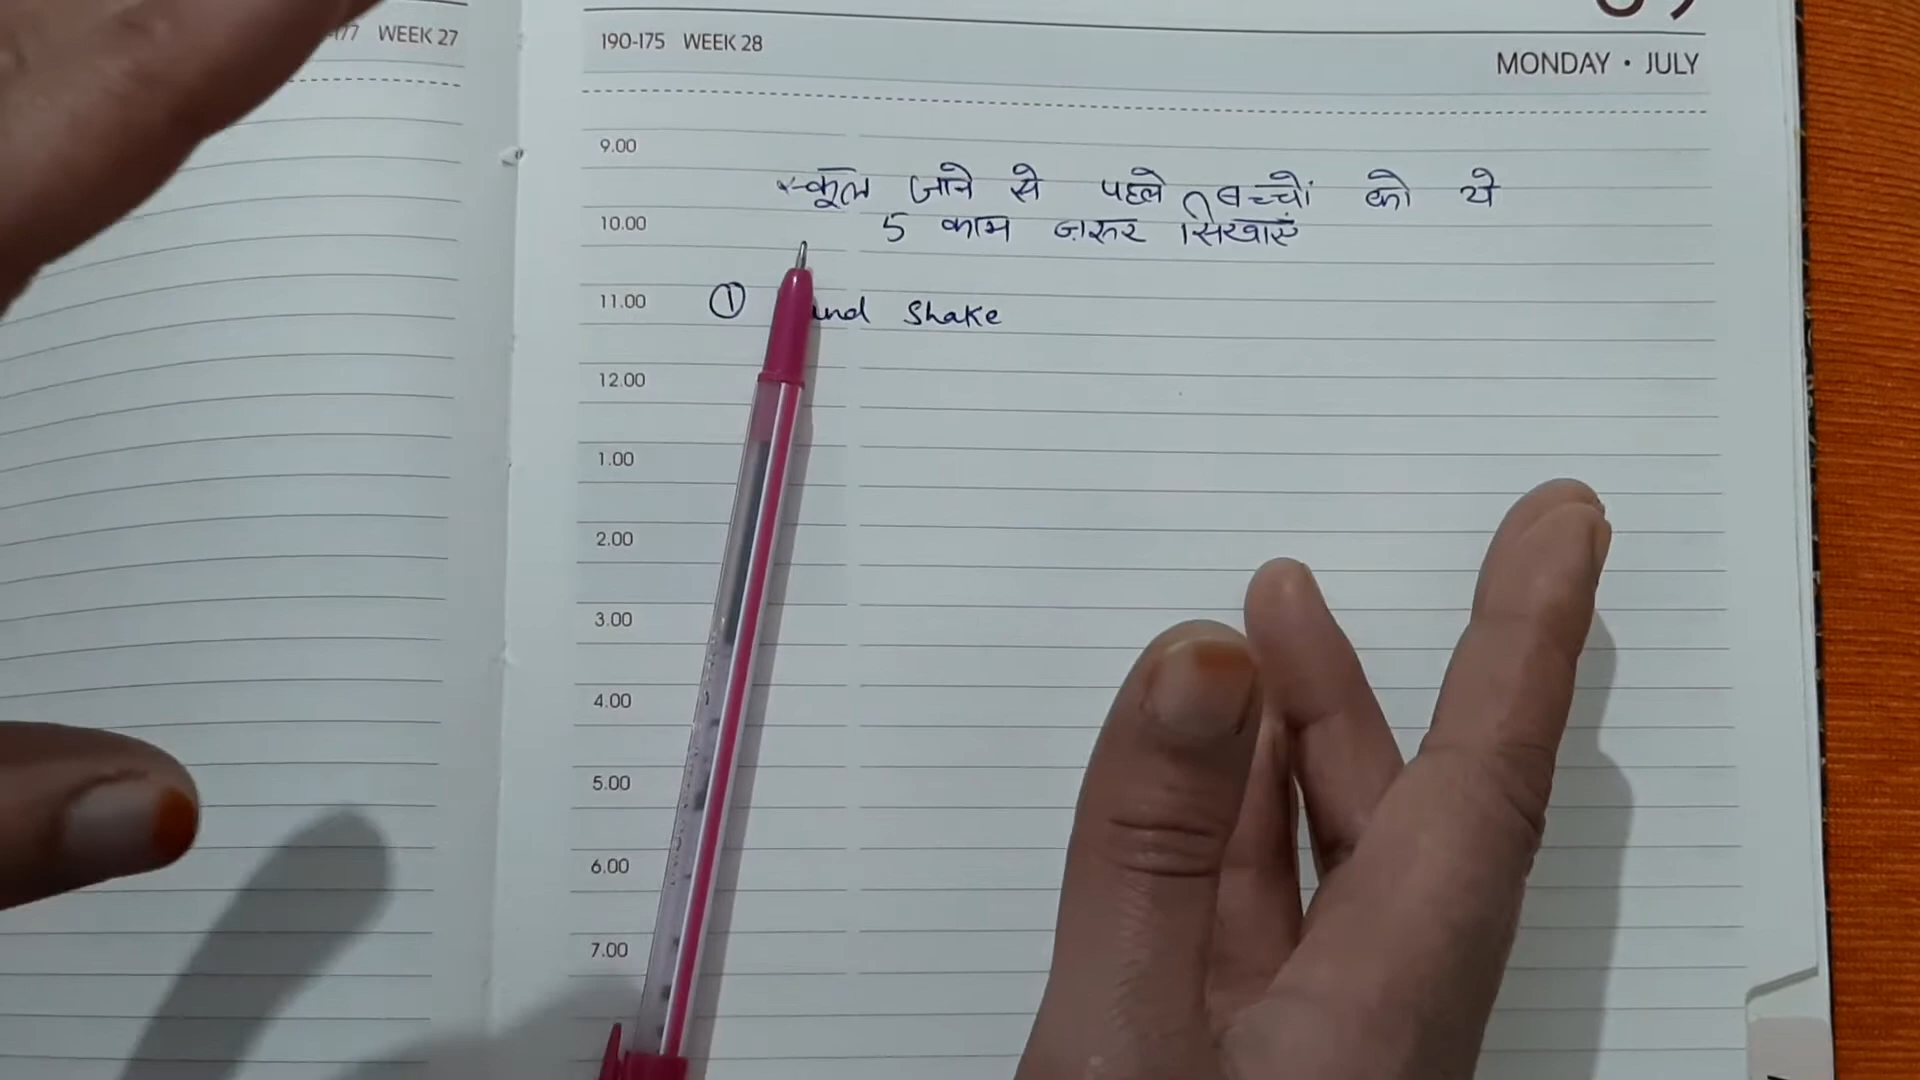 WEEK 27
190-175 WEEK 28
MONDAY • JULY
9.00
स्कूल जाने से पहले बच्चों को ये
10.00
5 काम ज़रूर सिखाएँ
11.00
① Shake
12.00
1.00
2.00
3.00
4.00
5.00
6.00
7.00